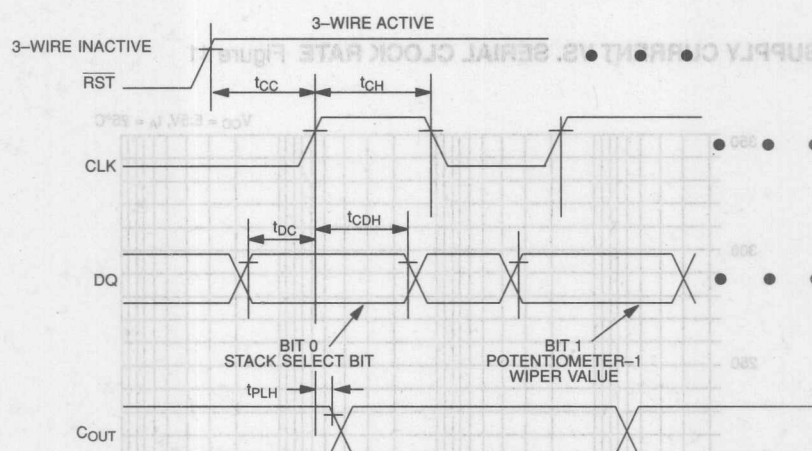 3–WIRE ACTIVE
3–WIRE INACTIVE
SUPPLY CURRENT VS. SERIAL CLOCK RATE Figure 11
RST
tCC
tCH
VCC = 5.5V, tA = 25°C
350
CLK
tDC
tCDH
300
DQ
BIT 0
STACK SELECT BIT
BIT 1
POTENTIOMETER–1
WIPER VALUE
250
tPLH
COUT